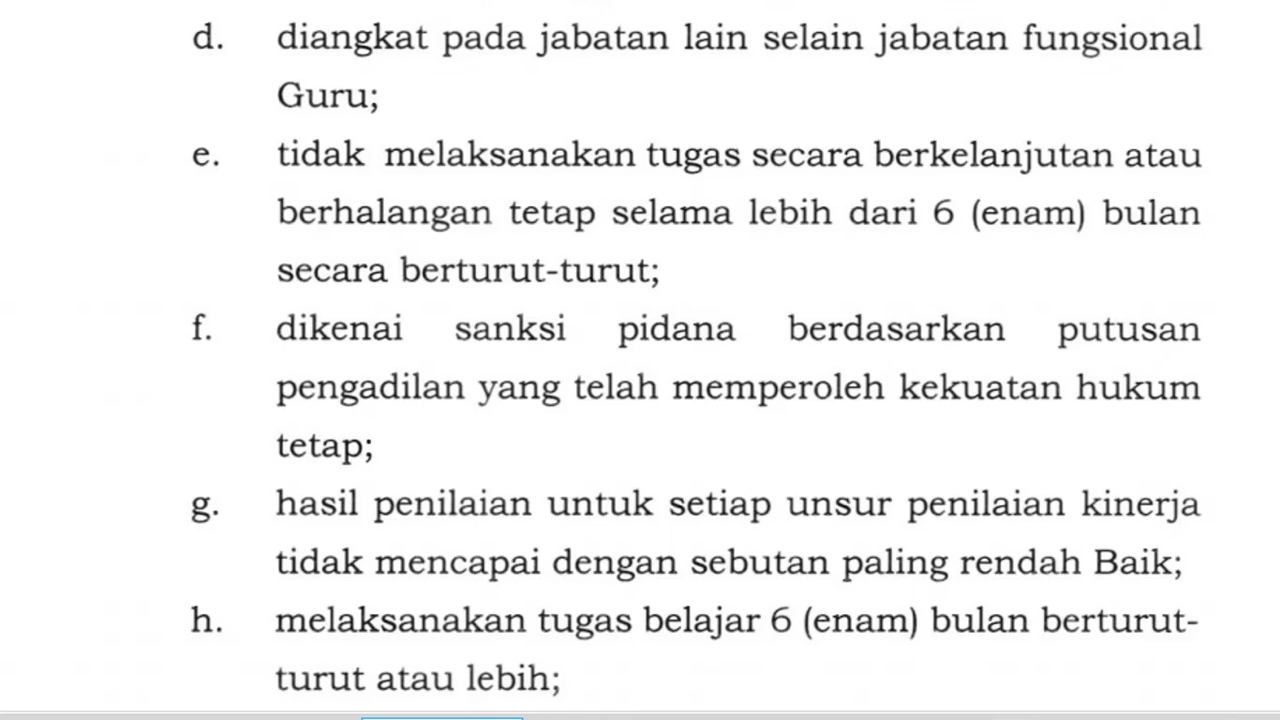 d. diangkat pada jabatan lain selain jabatan fungsional
Guru;
e. tidak melaksanakan tugas secara berkelanjutan atau
berhalangan tetap selama lebih dari 6 (enam) bulan
secara berturut-turut;
f. dikenai sanksi pidana berdasarkan putusan
pengadilan yang telah memperoleh kekuatan hukum
tetap;
g. hasil penilaian untuk setiap unsur penilaian kinerja
tidak mencapai dengan sebutan paling rendah Baik;
h. melaksanakan tugas belajar 6 (enam) bulan berturut-
turut atau lebih;